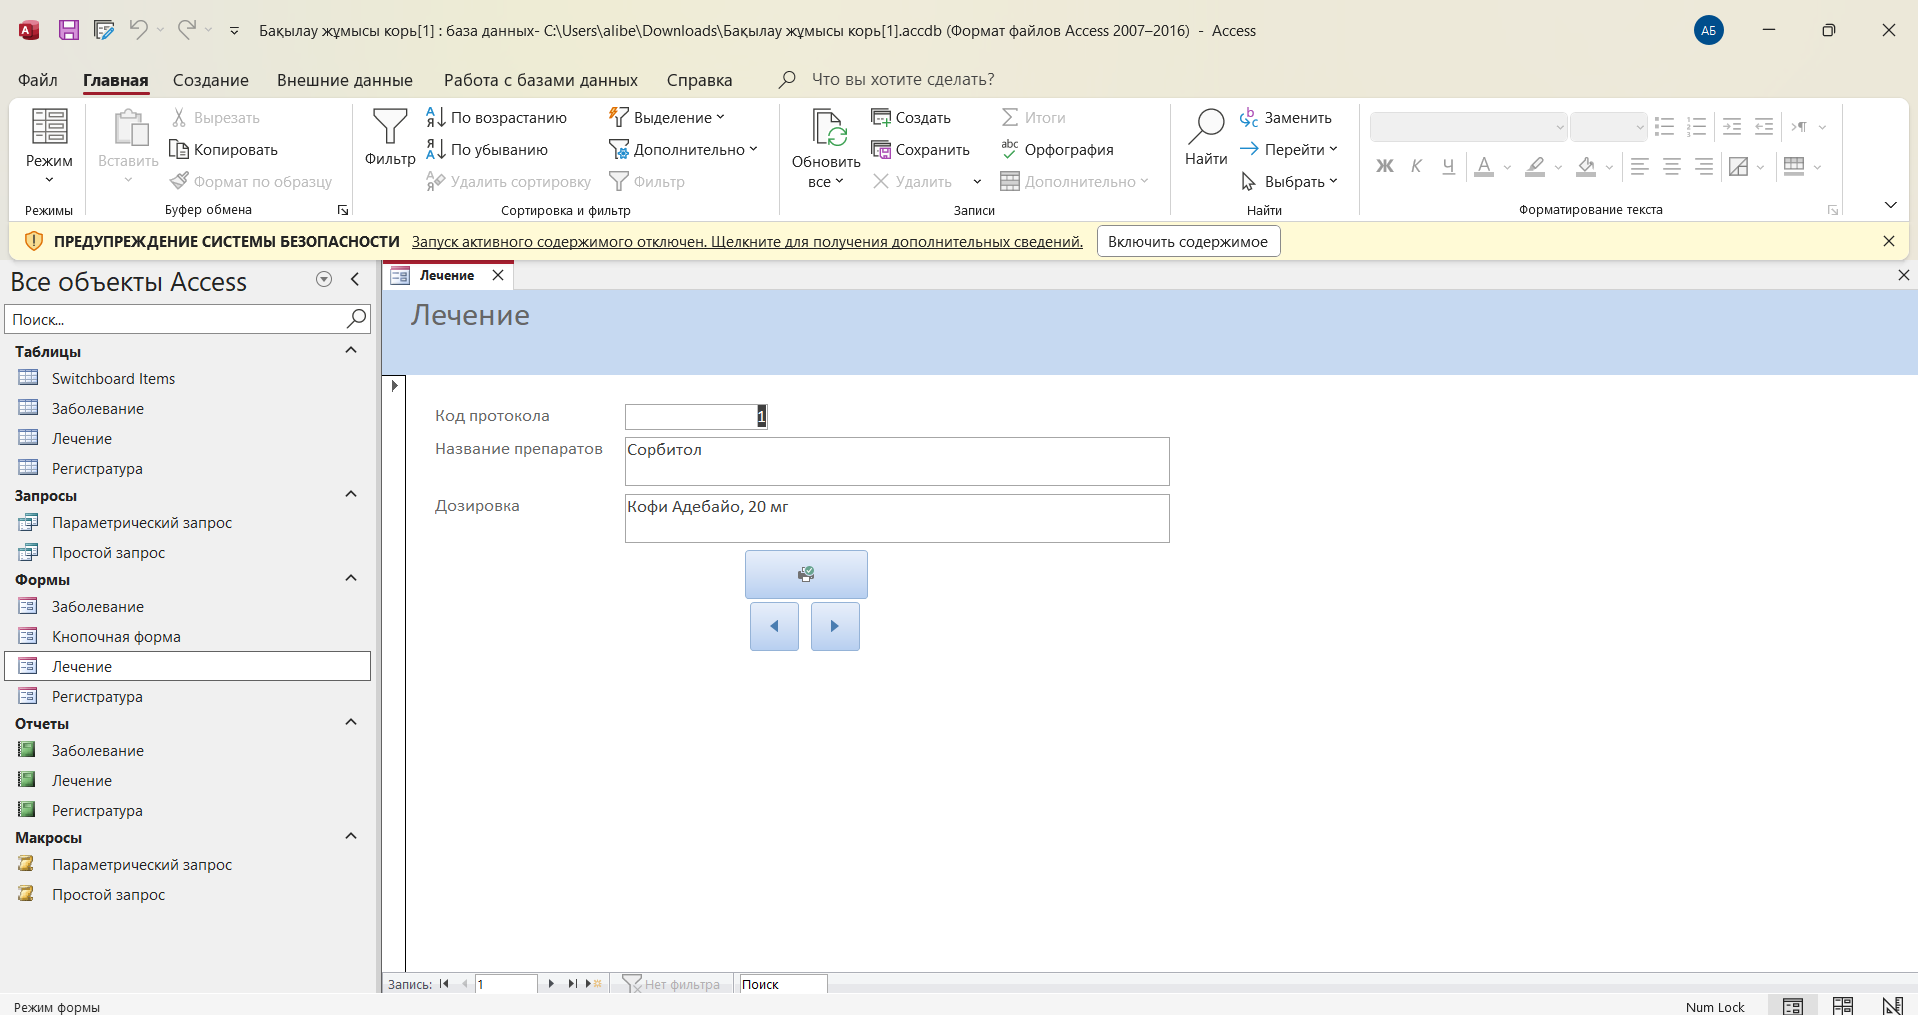 Бақылау жұмысы корь[1] : база данных- C:\Users\alibe\Downloads\Бақылау жұмысы корь[1].accdb (Формат файлов Access 2007–2016) - Access
АБ
Файл Главная Создание Внешние данные Работа с базами данных Справка Что вы хотите сделать?
Режим
Режимы
Вставить
Вырезать
Копировать
Формат по образцу
Буфер обмена
Фильтр
По возрастанию
По убыванию
Удалить сортировку
Выделение
Дополнительно
Фильтр
Сортировка и фильтр
Обновить
все
Создать
Сохранить
Удалить
Итоги
Орфография
Дополнительно
Записи
Найти
Заменить
Перейти
Выбрать
Найти
Ж К Ч А
Форматирование текста
ПРЕДУПРЕЖДЕНИЕ СИСТЕМЫ БЕЗОПАСНОСТИ Запуск активного содержимого отключен. Щелкните для получения дополнительных сведений. Включить содержимое
Все объекты Access
Поиск...
Таблицы
Switchboard Items
Заболевание
Лечение
Регистратура
Запросы
Параметрический запрос
Простой запрос
Формы
Заболевание
Кнопочная форма
Лечение
Регистратура
Отчеты
Заболевание
Лечение
Регистратура
Макросы
Параметрический запрос
Простой запрос
Лечение
Лечение
Код протокола 1
Название препаратов Сорбитол
Дозировка Кофи Адебайо, 20 мг
Запись: 1 Нет фильтра Поиск
Режим формы Num Lock